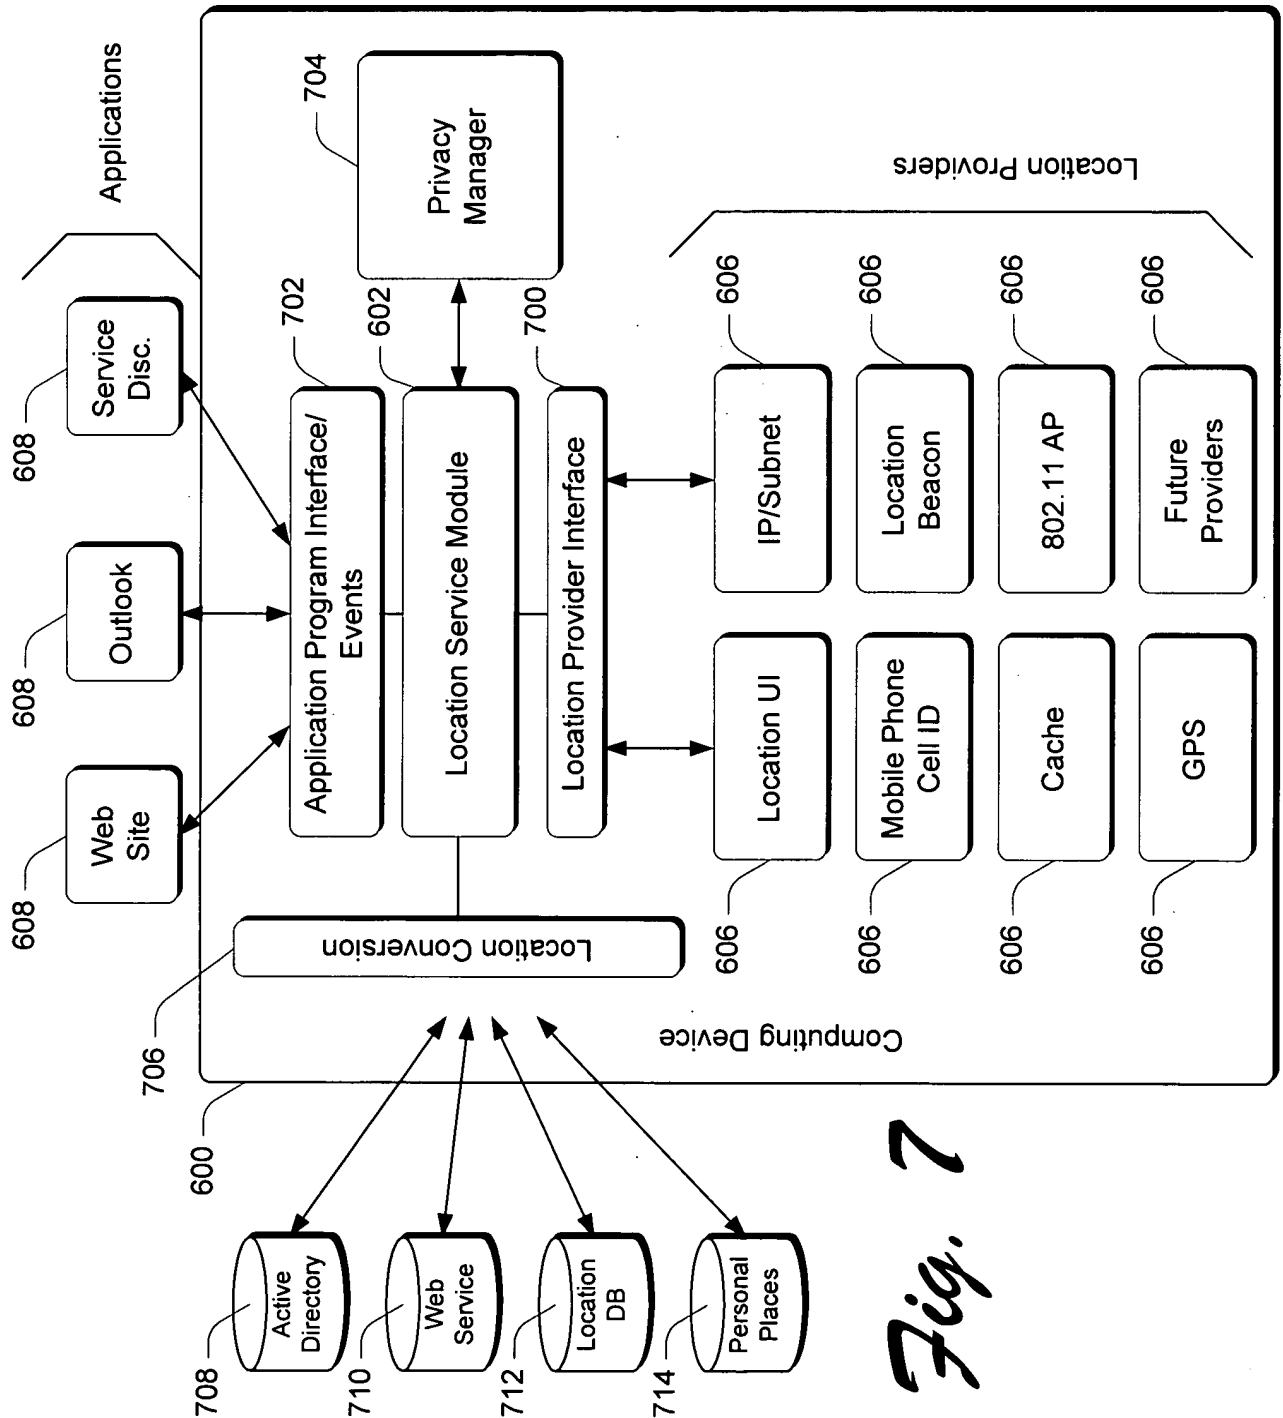 608
Web
Site
608
Outlook
608
Service
Disc.
Applications
600
706
Location Conversion
702
Application Program Interface/
Events
602
Location Service Module
700
Location Provider Interface
704
Privacy
Manager
708
Active
Directory
710
Web
Service
712
Location
DB
714
Personal
Places
Computing Device
606
Location UI
606
IP/Subnet
606
Mobile Phone
Cell ID
606
Location
Beacon
606
Cache
606
802.11 AP
606
GPS
606
Future
Providers
Location Providers
Fig. 7